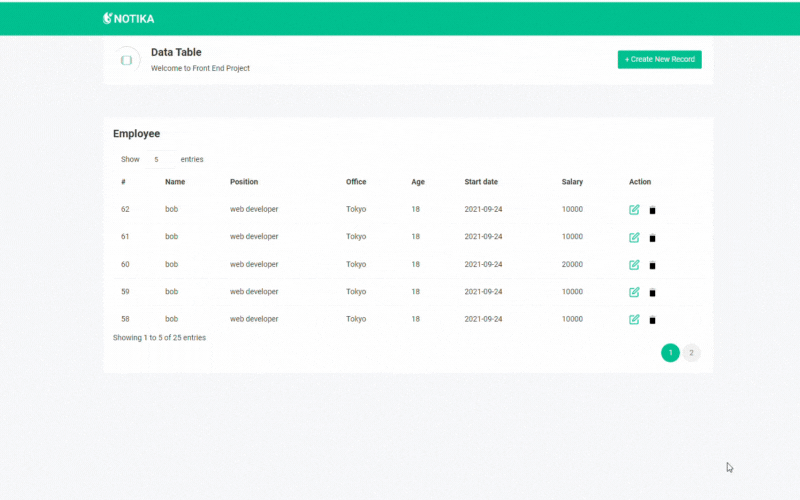 NOTIKA
Data Table
Welcome to Front End Project
+ Create New Record
Employee
Show 5 entries
# Name Position Office Age Start date Salary Action
62 bob web developer Tokyo 18 2021-09-24 10000
61 bob web developer Tokyo 18 2021-09-24 10000
60 bob web developer Tokyo 18 2021-09-24 20000
59 bob web developer Tokyo 18 2021-09-24 10000
58 bob web developer Tokyo 18 2021-09-24 10000
Showing 1 to 5 of 25 entries
1 2